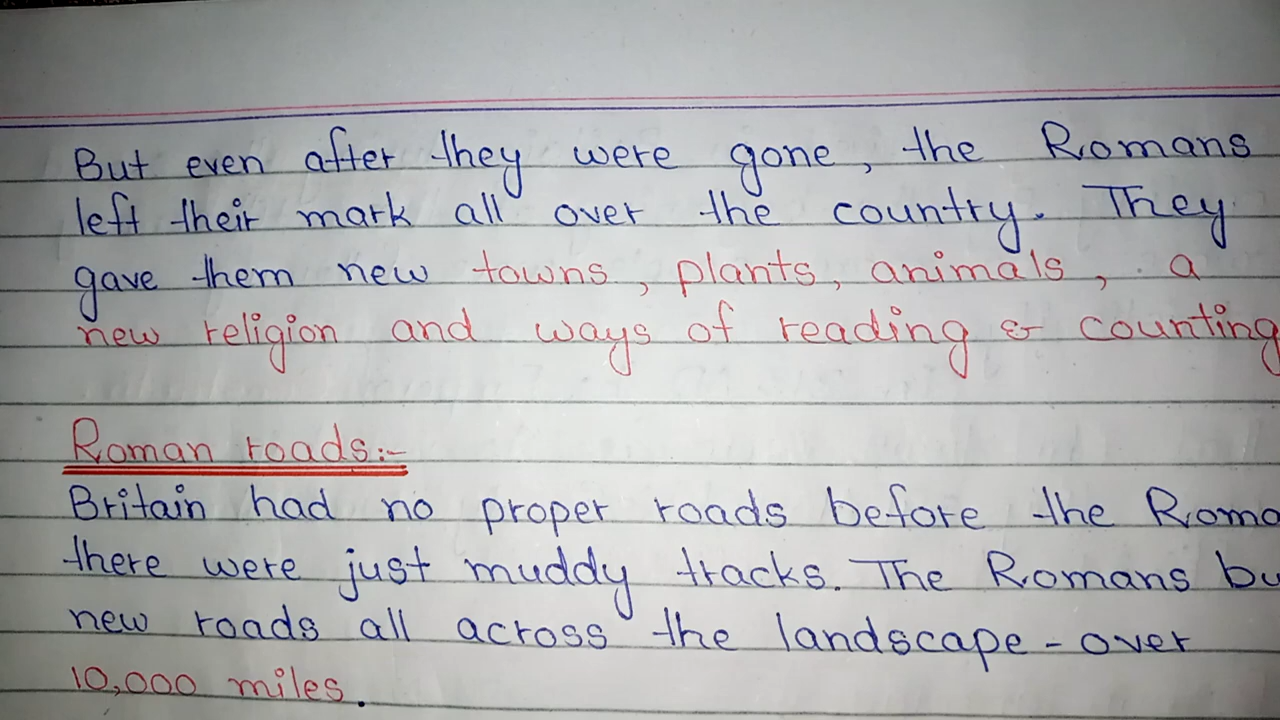 But even after they were gone, the Romans
left their mark all over the country. They
gave them new towns, plants, animals, a
new religion and ways of reading & counting
Roman roads:-
Britain had no proper roads before the
there were just muddy tracks. The Romans
new roads all across the landscape - over
10,000 miles.